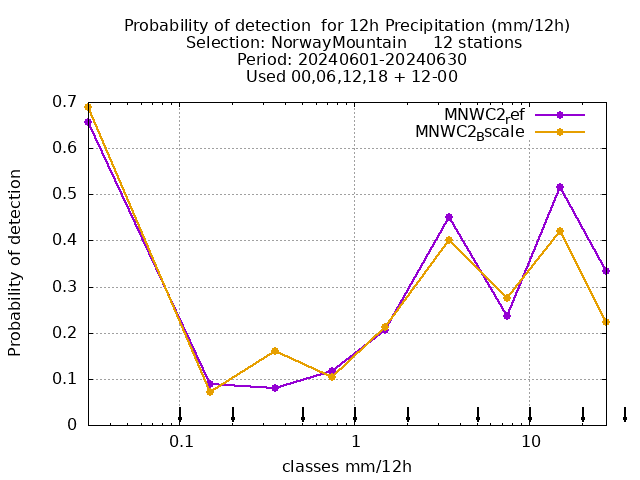 Probability of detection  for 12h Precipitation (mm/12h)
Selection: NorwayMountain     12 stations
Period: 20240601-20240630
Used 00,06,12,18 + 12-00
MNWC2ref
MNWC2Bscale
0.7
0.6
0.5
0.4
0.3
0.2
0.1
0
Probability of detection
0.1 1 10
classes mm/12h